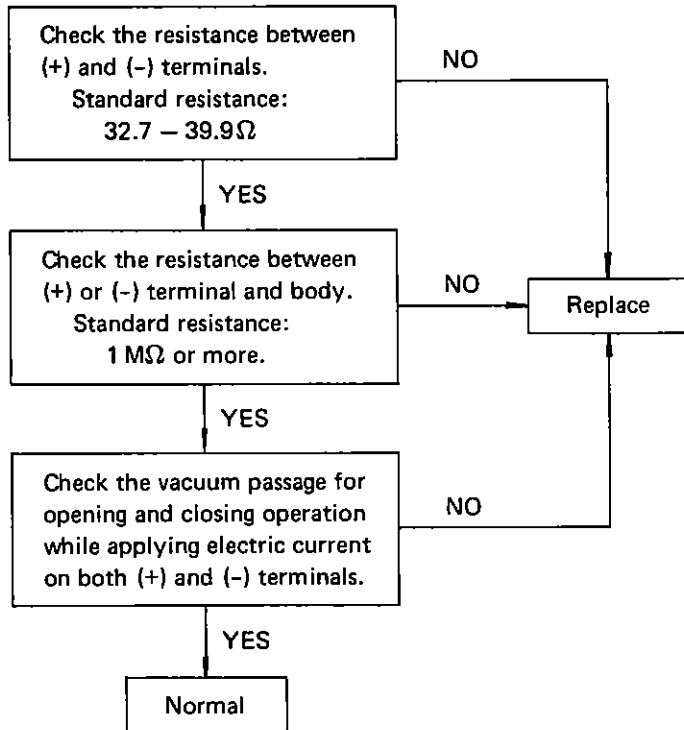 Check the resistance between
(+) and (–) terminals.
Standard resistance:
32.7 – 39.9Ω
NO
YES
Check the resistance between
(+) or (–) terminal and body.
Standard resistance:
1 MΩ or more.
NO
Replace
YES
Check the vacuum passage for
opening and closing operation
while applying electric current
on both (+) and (–) terminals.
NO
YES
Normal